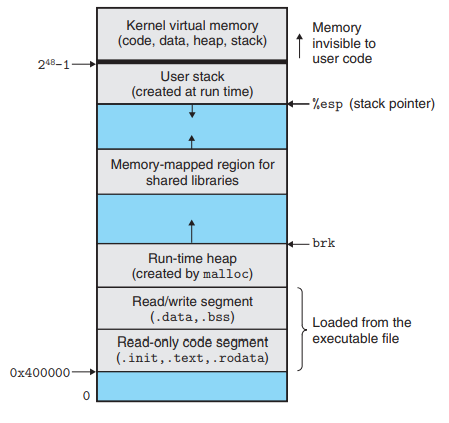 Kernel virtual memory
(code, data, heap, stack)
Memory
invisible to
user code
2⁴⁸−1
User stack
(created at run time)
%esp (stack pointer)
Memory-mapped region for
shared libraries
brk
Run-time heap
(created by malloc)
Read/write segment
(.data,.bss)
Loaded from the
executable file
Read-only code segment
(.init,.text,.rodata)
0x400000
0